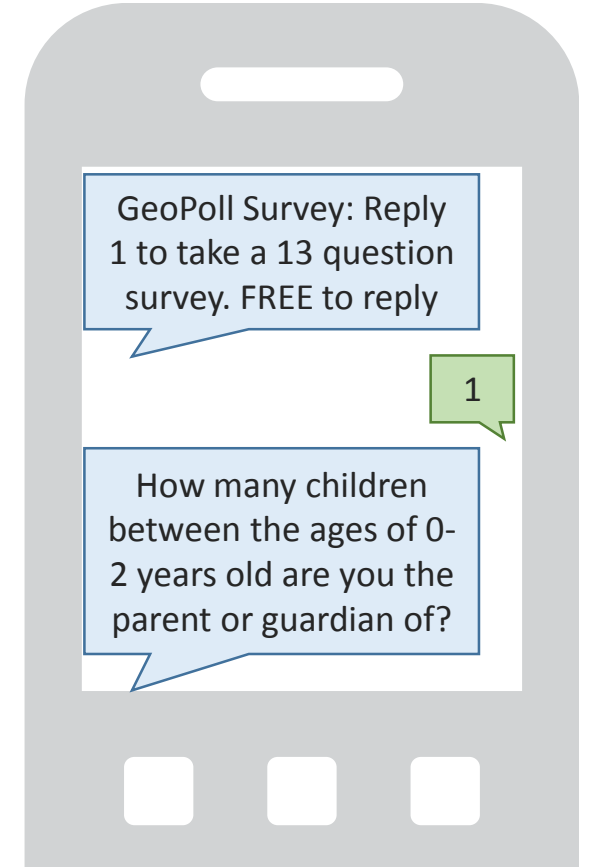 GeoPoll Survey: Reply
1 to take a 13 question
survey. FREE to reply
1
How many children
between the ages of 0-
2 years old are you the
parent or guardian of?